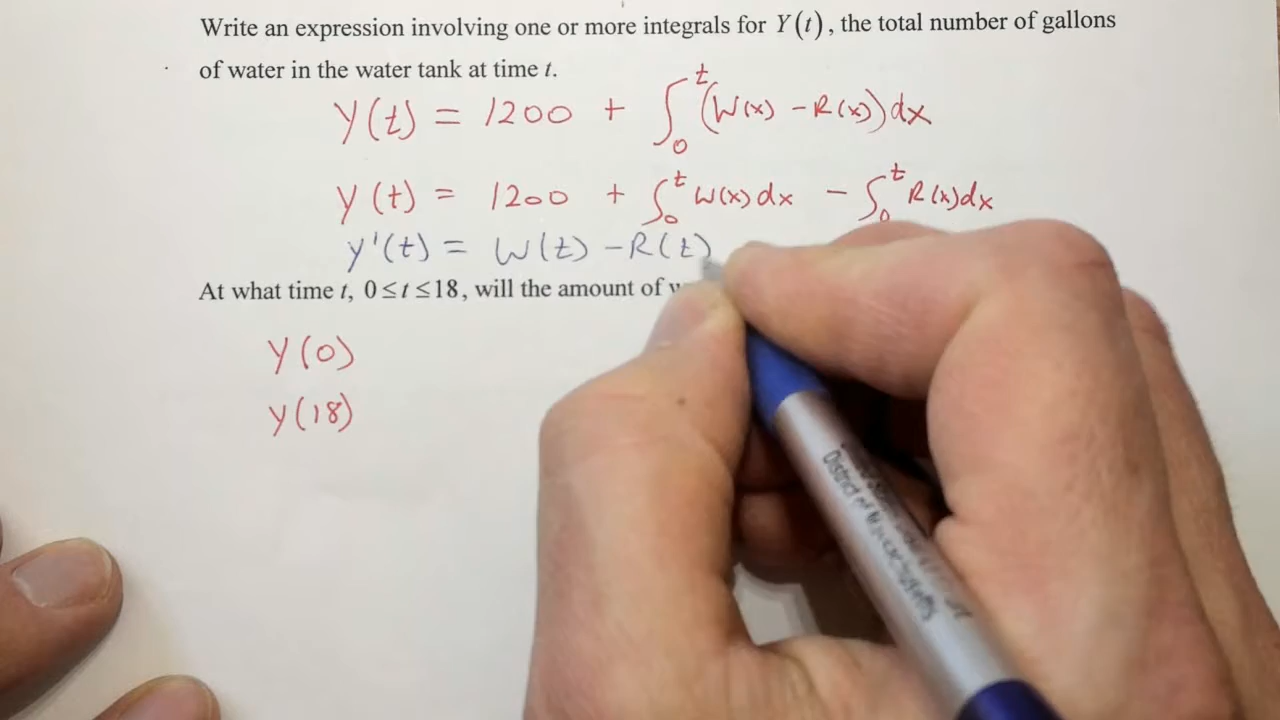 Write an expression involving one or more integrals for Y(t), the total number of gallons
of water in the water tank at time t.
Y(t) = 1200 + ∫₀ᵗ (W(x) - R(x)) dx
Y(t) = 1200 + ∫₀ᵗ W(x) dx - ∫₀ᵗ R(x) dx
Y'(t) = W(t) - R(t)
At what time t, 0 ≤ t ≤ 18, will the amount of
Y(0)
Y(18)
District of